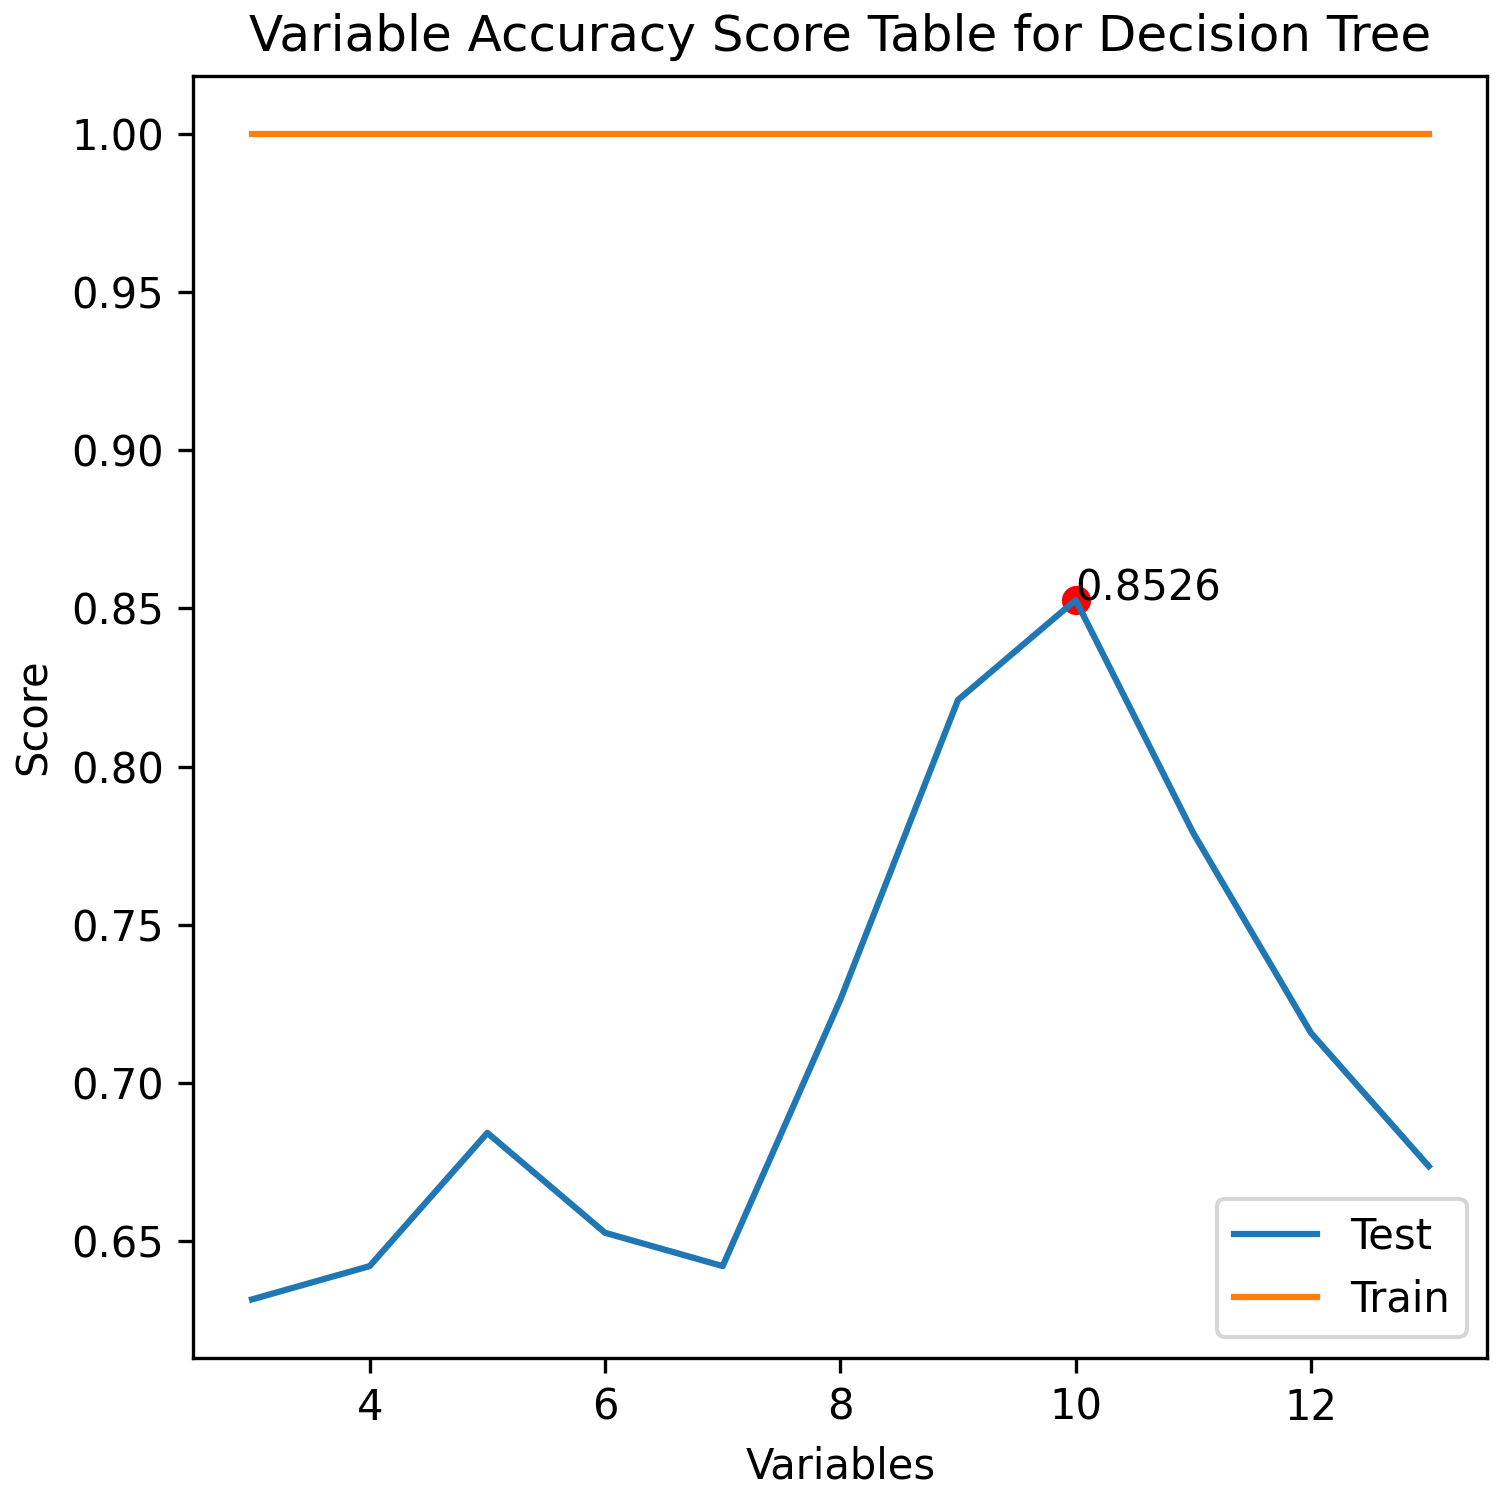 Variable Accuracy Score Table for Decision Tree
1.00
0.95
0.90
0.85
0.80
0.75
0.70
0.65
Score
0.8526
Test
Train
4 6 8 10 12
Variables